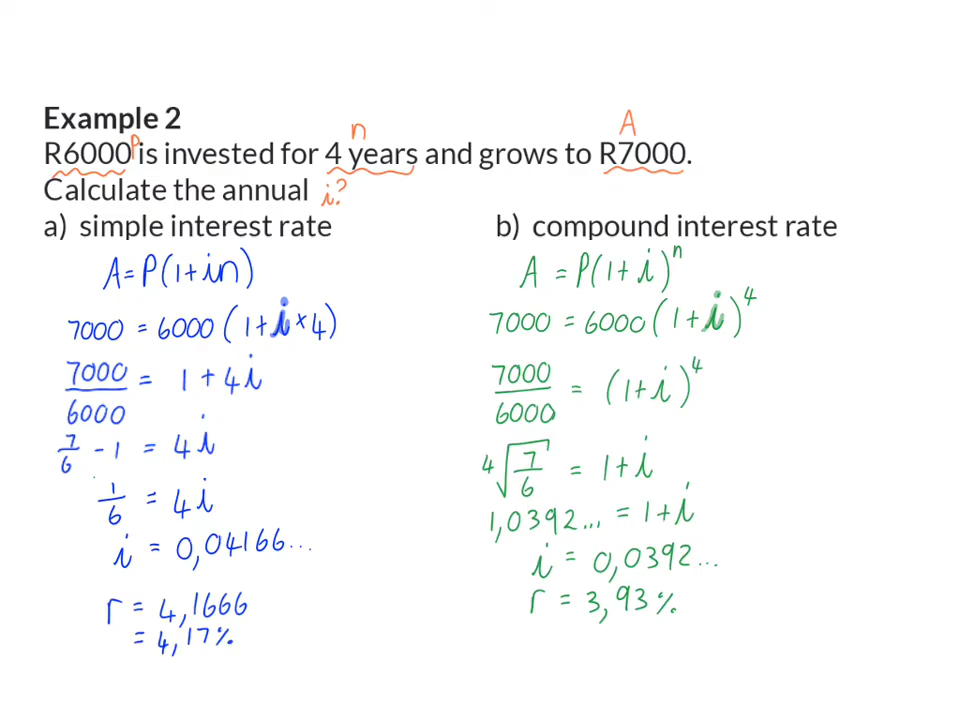 Example 2
n A
R6000 P is invested for 4 years and grows to R7000.
Calculate the annual i?
a) simple interest rate
A = P(1+in)
7000 = 6000 (1+i×4)
7000/6000 = 1 + 4i
7/6 - 1 = 4i
1/6 = 4i
i = 0,04166...
r = 4,1666
= 4,17%
b) compound interest rate
A = P(1+i)^n
7000 = 6000 (1+i)^4
7000/6000 = (1+i)^4
4√7/6 = 1+i
1,0392... = 1+i
i = 0,0392...
r = 3,93%